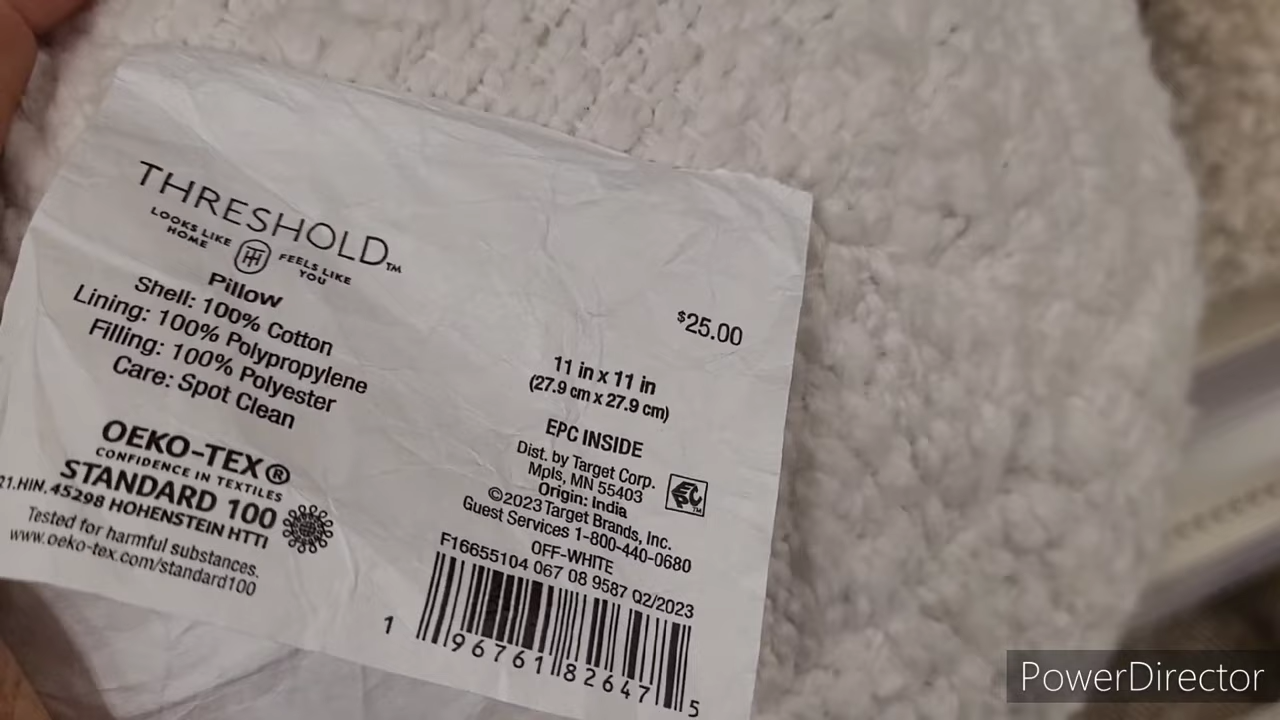 THRESHOLD™
LOOKS LIKE HOME
FEELS LIKE YOU
Pillow
Shell: 100% Cotton
Lining: 100% Polypropylene
Filling: 100% Polyester
Care: Spot Clean
OEKO-TEX®
CONFIDENCE IN TEXTILES
STANDARD 100
21.HIN. 45298 HOHENSTEIN HTTI
Tested for harmful substances.
www.oeko-tex.com/standard100
$25.00
11 in x 11 in
(27.9 cm x 27.9 cm)
EPC INSIDE
Dist. by Target Corp.
Mpls, MN 55403
Origin: India
©2023 Target Brands, Inc.
Guest Services 1-800-440-0680
OFF-WHITE
F16655104 067 08 9587 Q2/2023
1 96761 82647 5
EPC™
PowerDirector